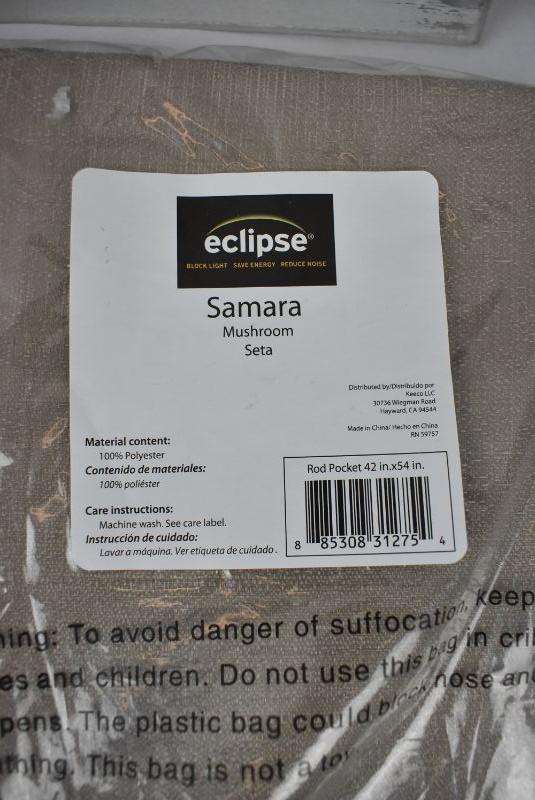 eclipse®
BLOCK LIGHT SAVE ENERGY REDUCE NOISE
Samara
Mushroom
Seta
Distributed by/Distribuido por
Keeco LLC
30736 Wiegman Road
Hayward, CA 94544
Made in China/ Hecho en China
RN 59757
Material content:
100% Polyester
Contenido de materiales:
100% poliéster
Care instructions:
Machine wash. See care label.
Instrucción de cuidado:
Lavar a máquina. Ver etiqueta de cuidado.
Rod Pocket 42 in.x54 in.
8 85308 31275 4
ning: To avoid danger of suffocation, keep
es and children. Do not use this bag in cri
pens. The plastic bag could block nose an
thing. This bag is not a toy